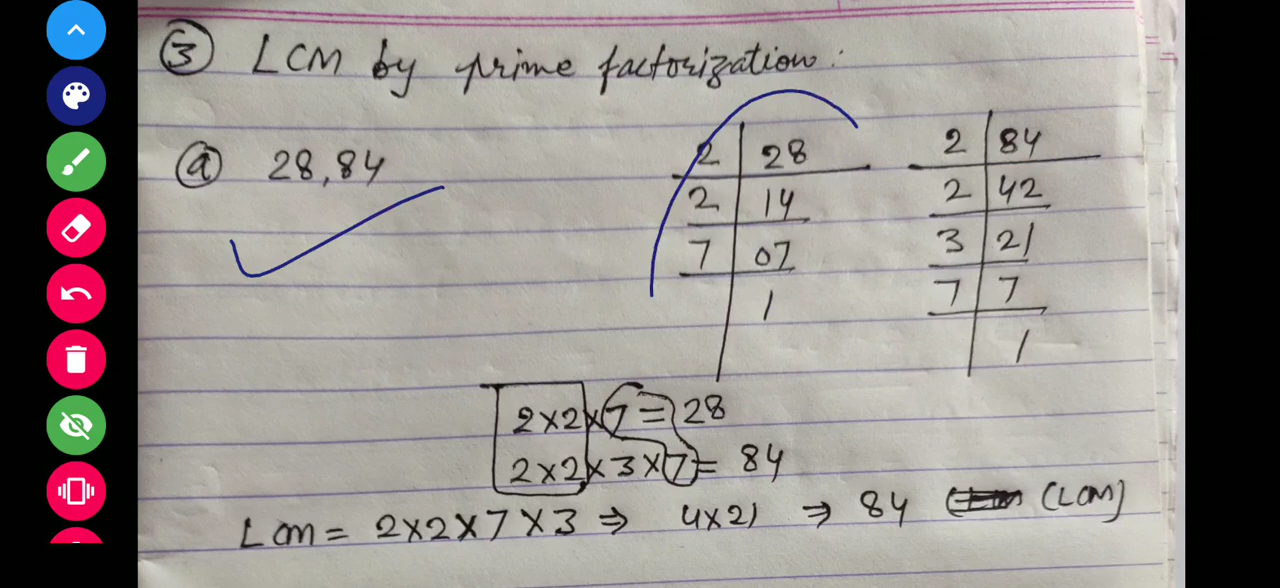 ③ LCM by prime factorization:
ⓐ 28, 84
2 | 28
2 | 14
7 | 07
1
2 | 84
2 | 42
3 | 21
7 | 7
1
2×2×7 = 28
2×2×3×7 = 84
LCM = 2×2×7×3 ⇒ 4×21 ⇒ 84 (LCM)